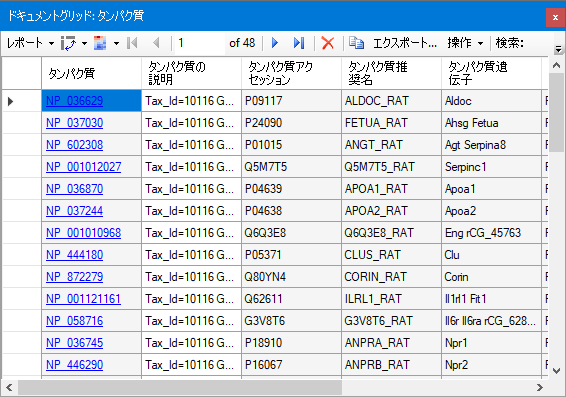 ドキュメントグリッド: タンパク質
レポート 1 of 48 エクスポート... 操作 検索:
タンパク質 タンパク質の説明 タンパク質アクセッション タンパク質推奨名 タンパク質遺伝子
NP_036629 Tax_Id=10116 G... P09117 ALDOC_RAT Aldoc
NP_037030 Tax_Id=10116 G... P24090 FETUA_RAT Ahsg Fetua
NP_602308 Tax_Id=10116 G... P01015 ANGT_RAT Agt Serpina8
NP_001012027 Tax_Id=10116 G... Q5M7T5 Q5M7T5_RAT Serpinc1
NP_036870 Tax_Id=10116 G... P04639 APOA1_RAT Apoa1
NP_037244 Tax_Id=10116 G... P04638 APOA2_RAT Apoa2
NP_001010968 Tax_Id=10116 G... Q6Q3E8 Q6Q3E8_RAT Eng rCG_45763
NP_444180 Tax_Id=10116 G... P05371 CLUS_RAT Clu
NP_872279 Tax_Id=10116 G... Q80YN4 CORIN_RAT Corin
NP_001121161 Tax_Id=10116 G... Q62611 ILRL1_RAT Il1rl1 Fit1
NP_058716 Tax_Id=10116 G... G3V8T6 G3V8T6_RAT Il6r Il6ra rCG_628...
NP_036745 Tax_Id=10116 G... P18910 ANPRA_RAT Npr1
NP_446290 Tax_Id=10116 G... P16067 ANPRB_RAT Npr2